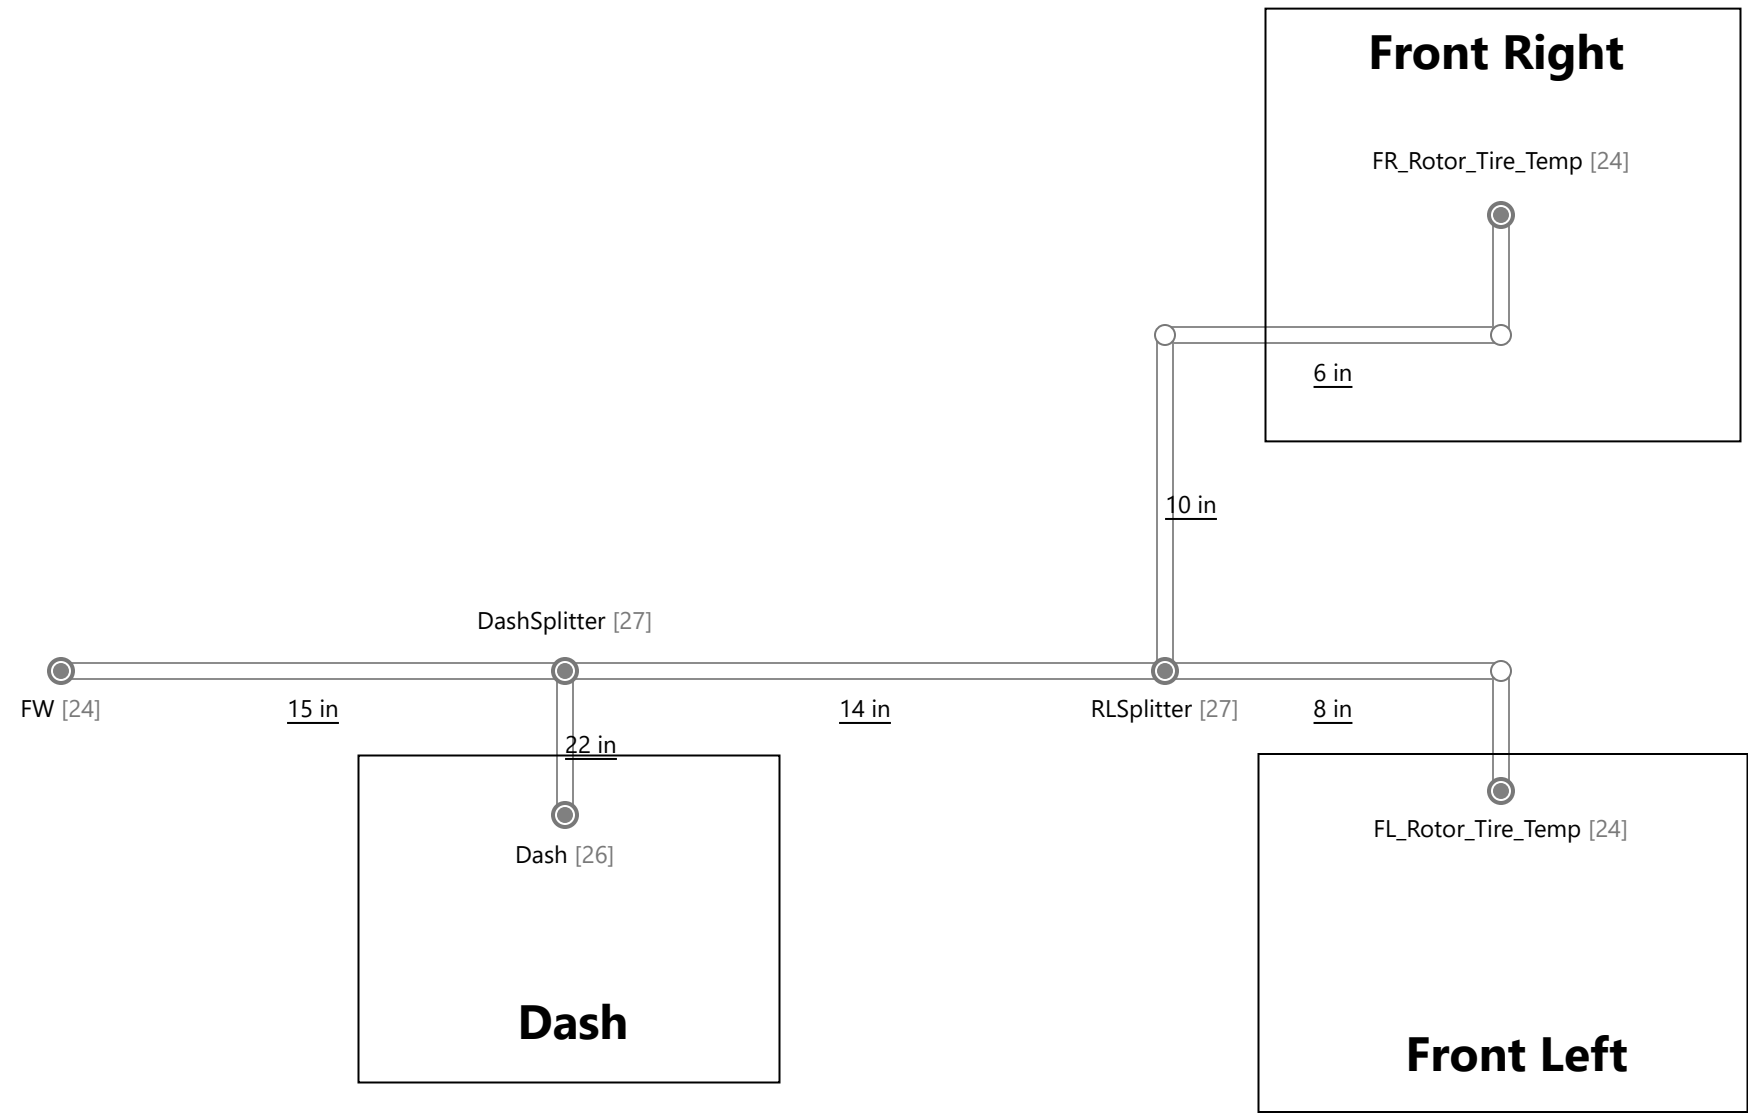 Front Right
FR_Rotor_Tire_Temp [24]
6 in
10 in
DashSplitter [27]
FW [24]
15 in
14 in
RLSplitter [27]
8 in
22 in
FL_Rotor_Tire_Temp [24]
Dash [26]
Dash
Front Left